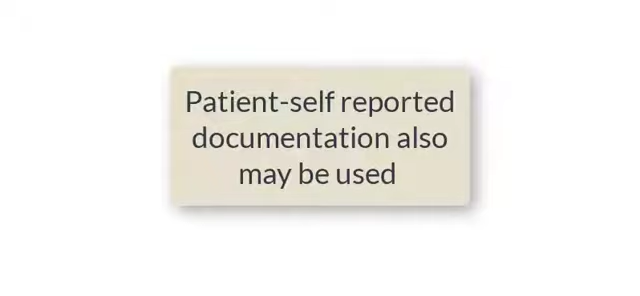 Patient-self reported
documentation also
may be used